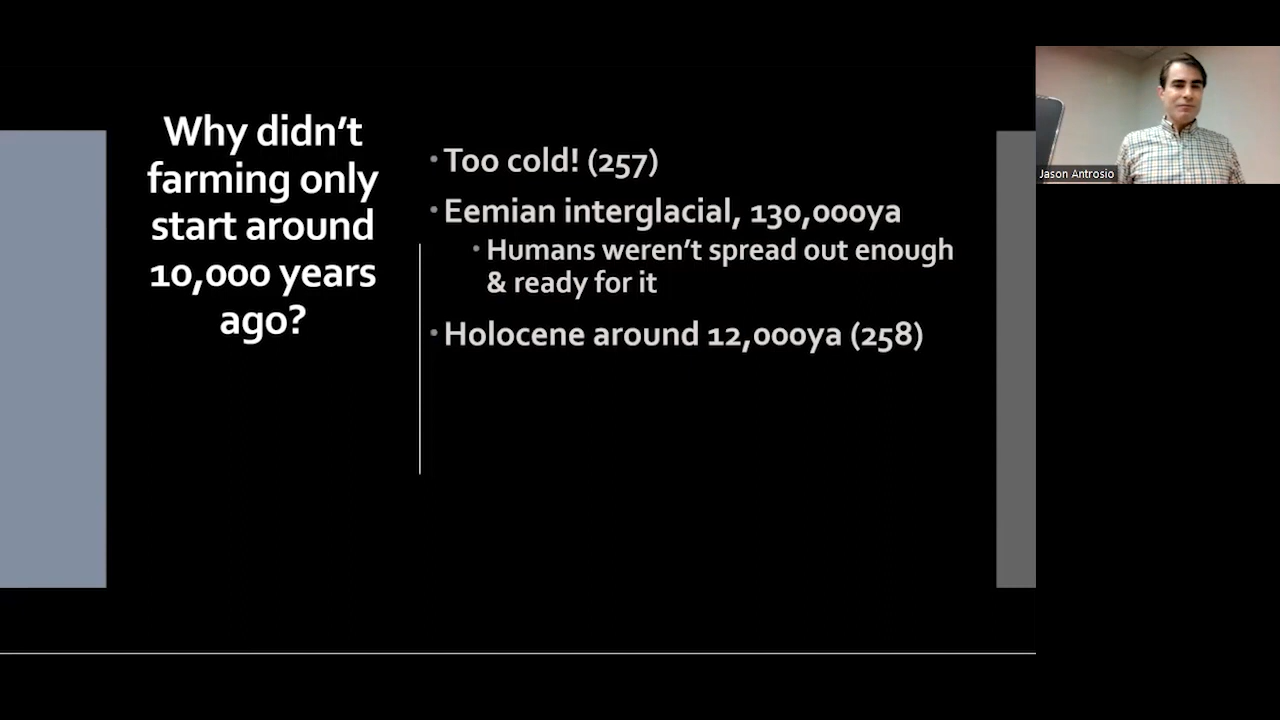 Why didn’t
farming only
start around
10,000 years
ago?
• Too cold! (257)
• Eemian interglacial, 130,000ya
• Humans weren’t spread out enough
& ready for it
• Holocene around 12,000ya (258)
Jason Antrosio